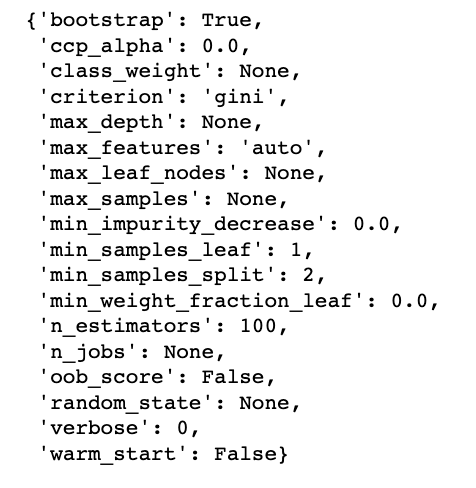 {'bootstrap': True,
'ccp_alpha': 0.0,
'class_weight': None,
'criterion': 'gini',
'max_depth': None,
'max_features': 'auto',
'max_leaf_nodes': None,
'max_samples': None,
'min_impurity_decrease': 0.0,
'min_samples_leaf': 1,
'min_samples_split': 2,
'min_weight_fraction_leaf': 0.0,
'n_estimators': 100,
'n_jobs': None,
'oob_score': False,
'random_state': None,
'verbose': 0,
'warm_start': False}